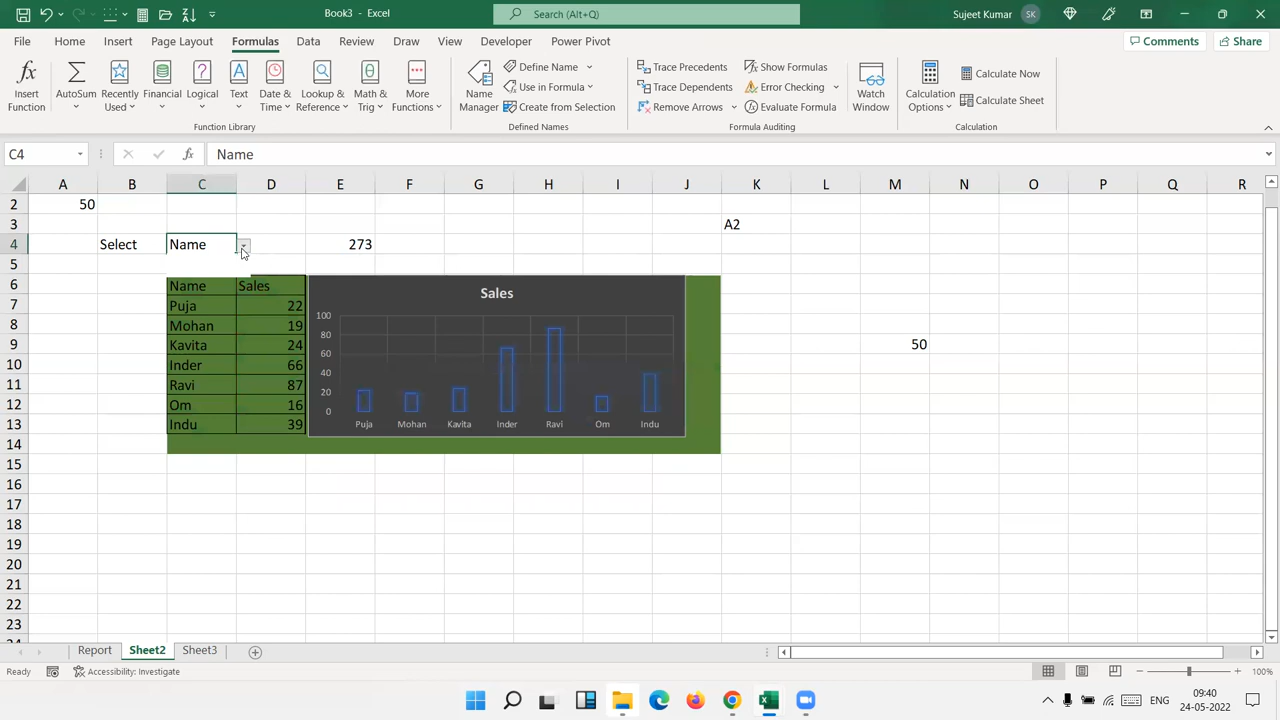 Book3 - Excel
Search (Alt+Q)
Sujeet Kumar
SK
File Home Insert Page Layout Formulas Data Review View Draw Developer Power Pivot
Comments
Share
Insert Function
AutoSum
Recently Used
Financial
Logical
Text
Date & Time
Lookup & Reference
Math & Trig
More Functions
Function Library
Name Manager
Define Name
Use in Formula
Create from Selection
Defined Names
Trace Precedents
Trace Dependents
Remove Arrows
Show Formulas
Error Checking
Evaluate Formula
Formula Auditing
Watch Window
Calculation Options
Calculate Now
Calculate Sheet
Calculation
C4
fx
Name
A B C D E F G H I J K L M N O P Q R
2 50
3 A2
4 Select Name 273
5
6 Name Sales
7 Puja 22
8 Mohan 19
9 Kavita 24 50
10 Inder 66
11 Ravi 87
12 Om 16
13 Indu 39
14
15
16
17
18
19
20
21
22
23
24
Sales
100
80
60
40
20
0
Puja Mohan Kavita Inder Ravi Om Indu
Report Sheet2 Sheet3
Ready
Accessibility: Investigate
100%
ENG
09:40
24-05-2022